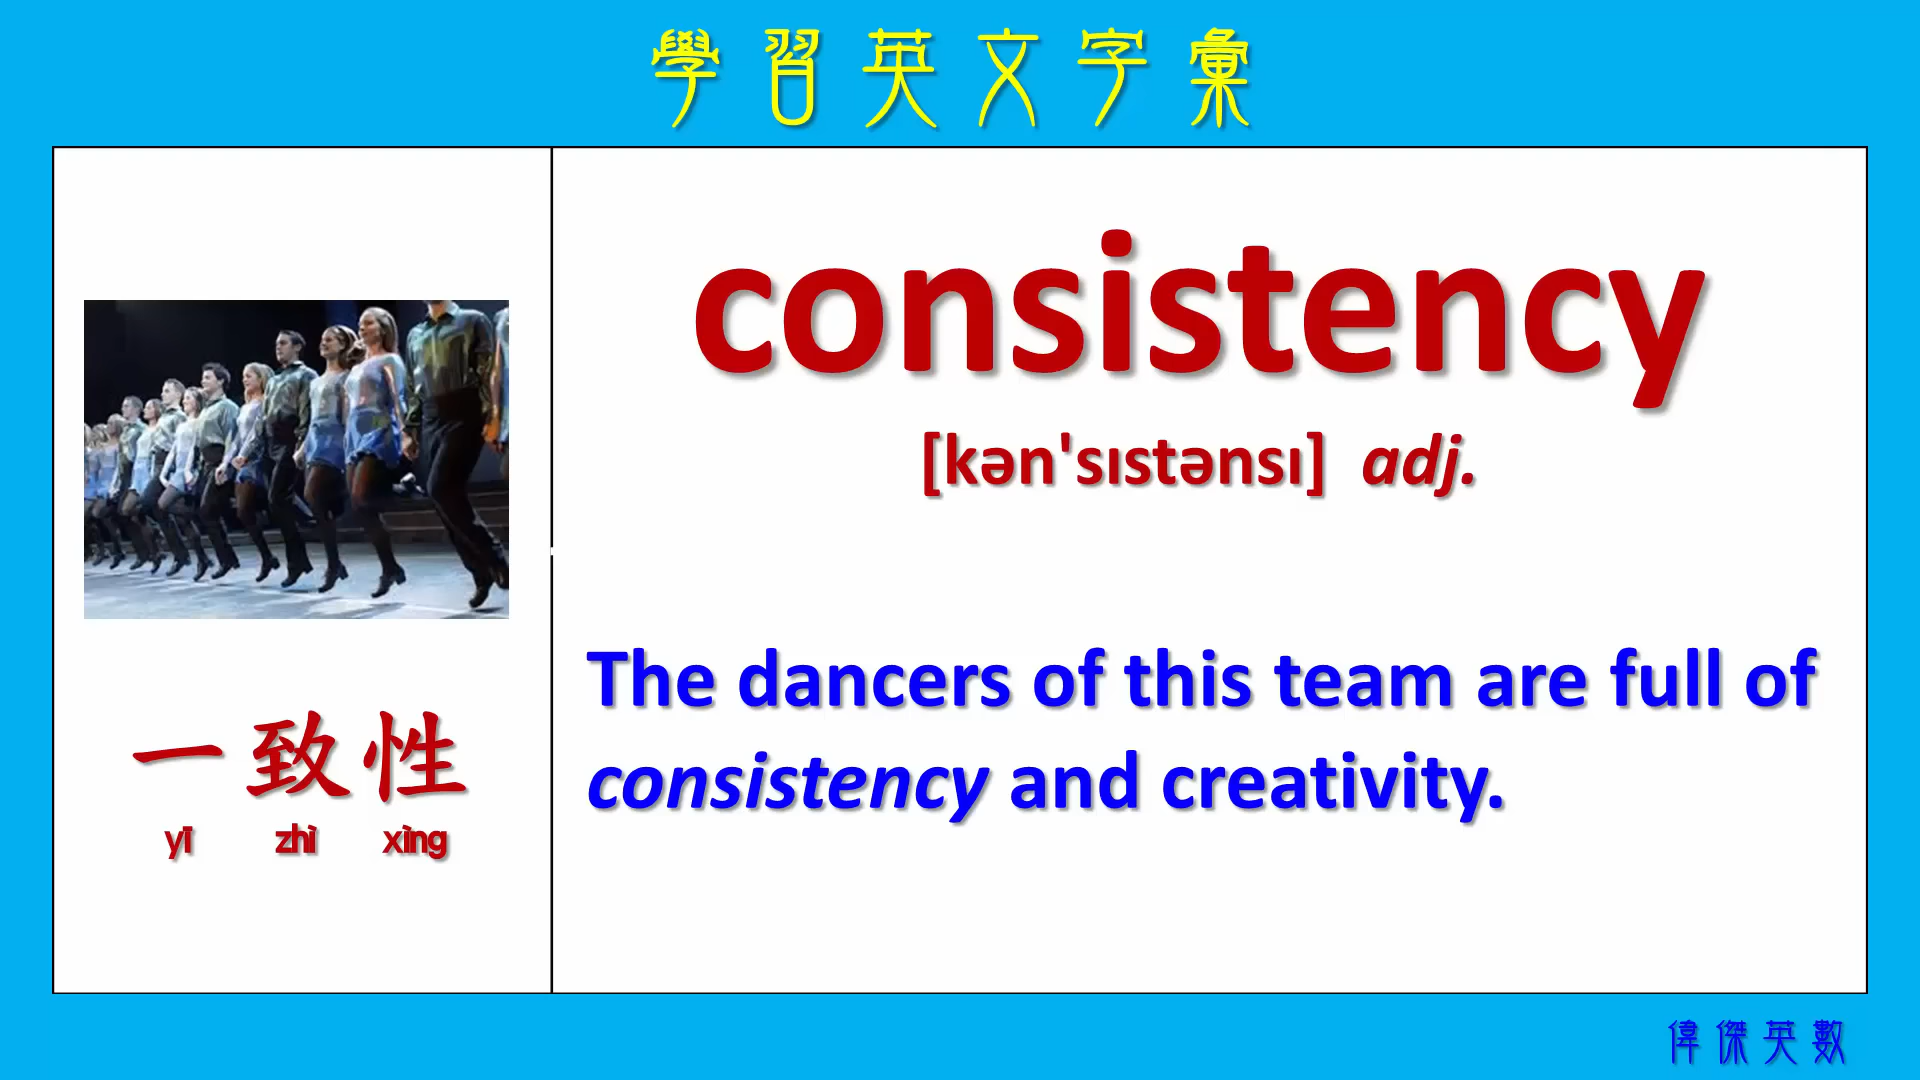 學習英文字彙
一致性
yī zhì xìng
consistency
[kən'sɪstənsɪ] adj.
The dancers of this team are full of
consistency and creativity.
偉傑英數